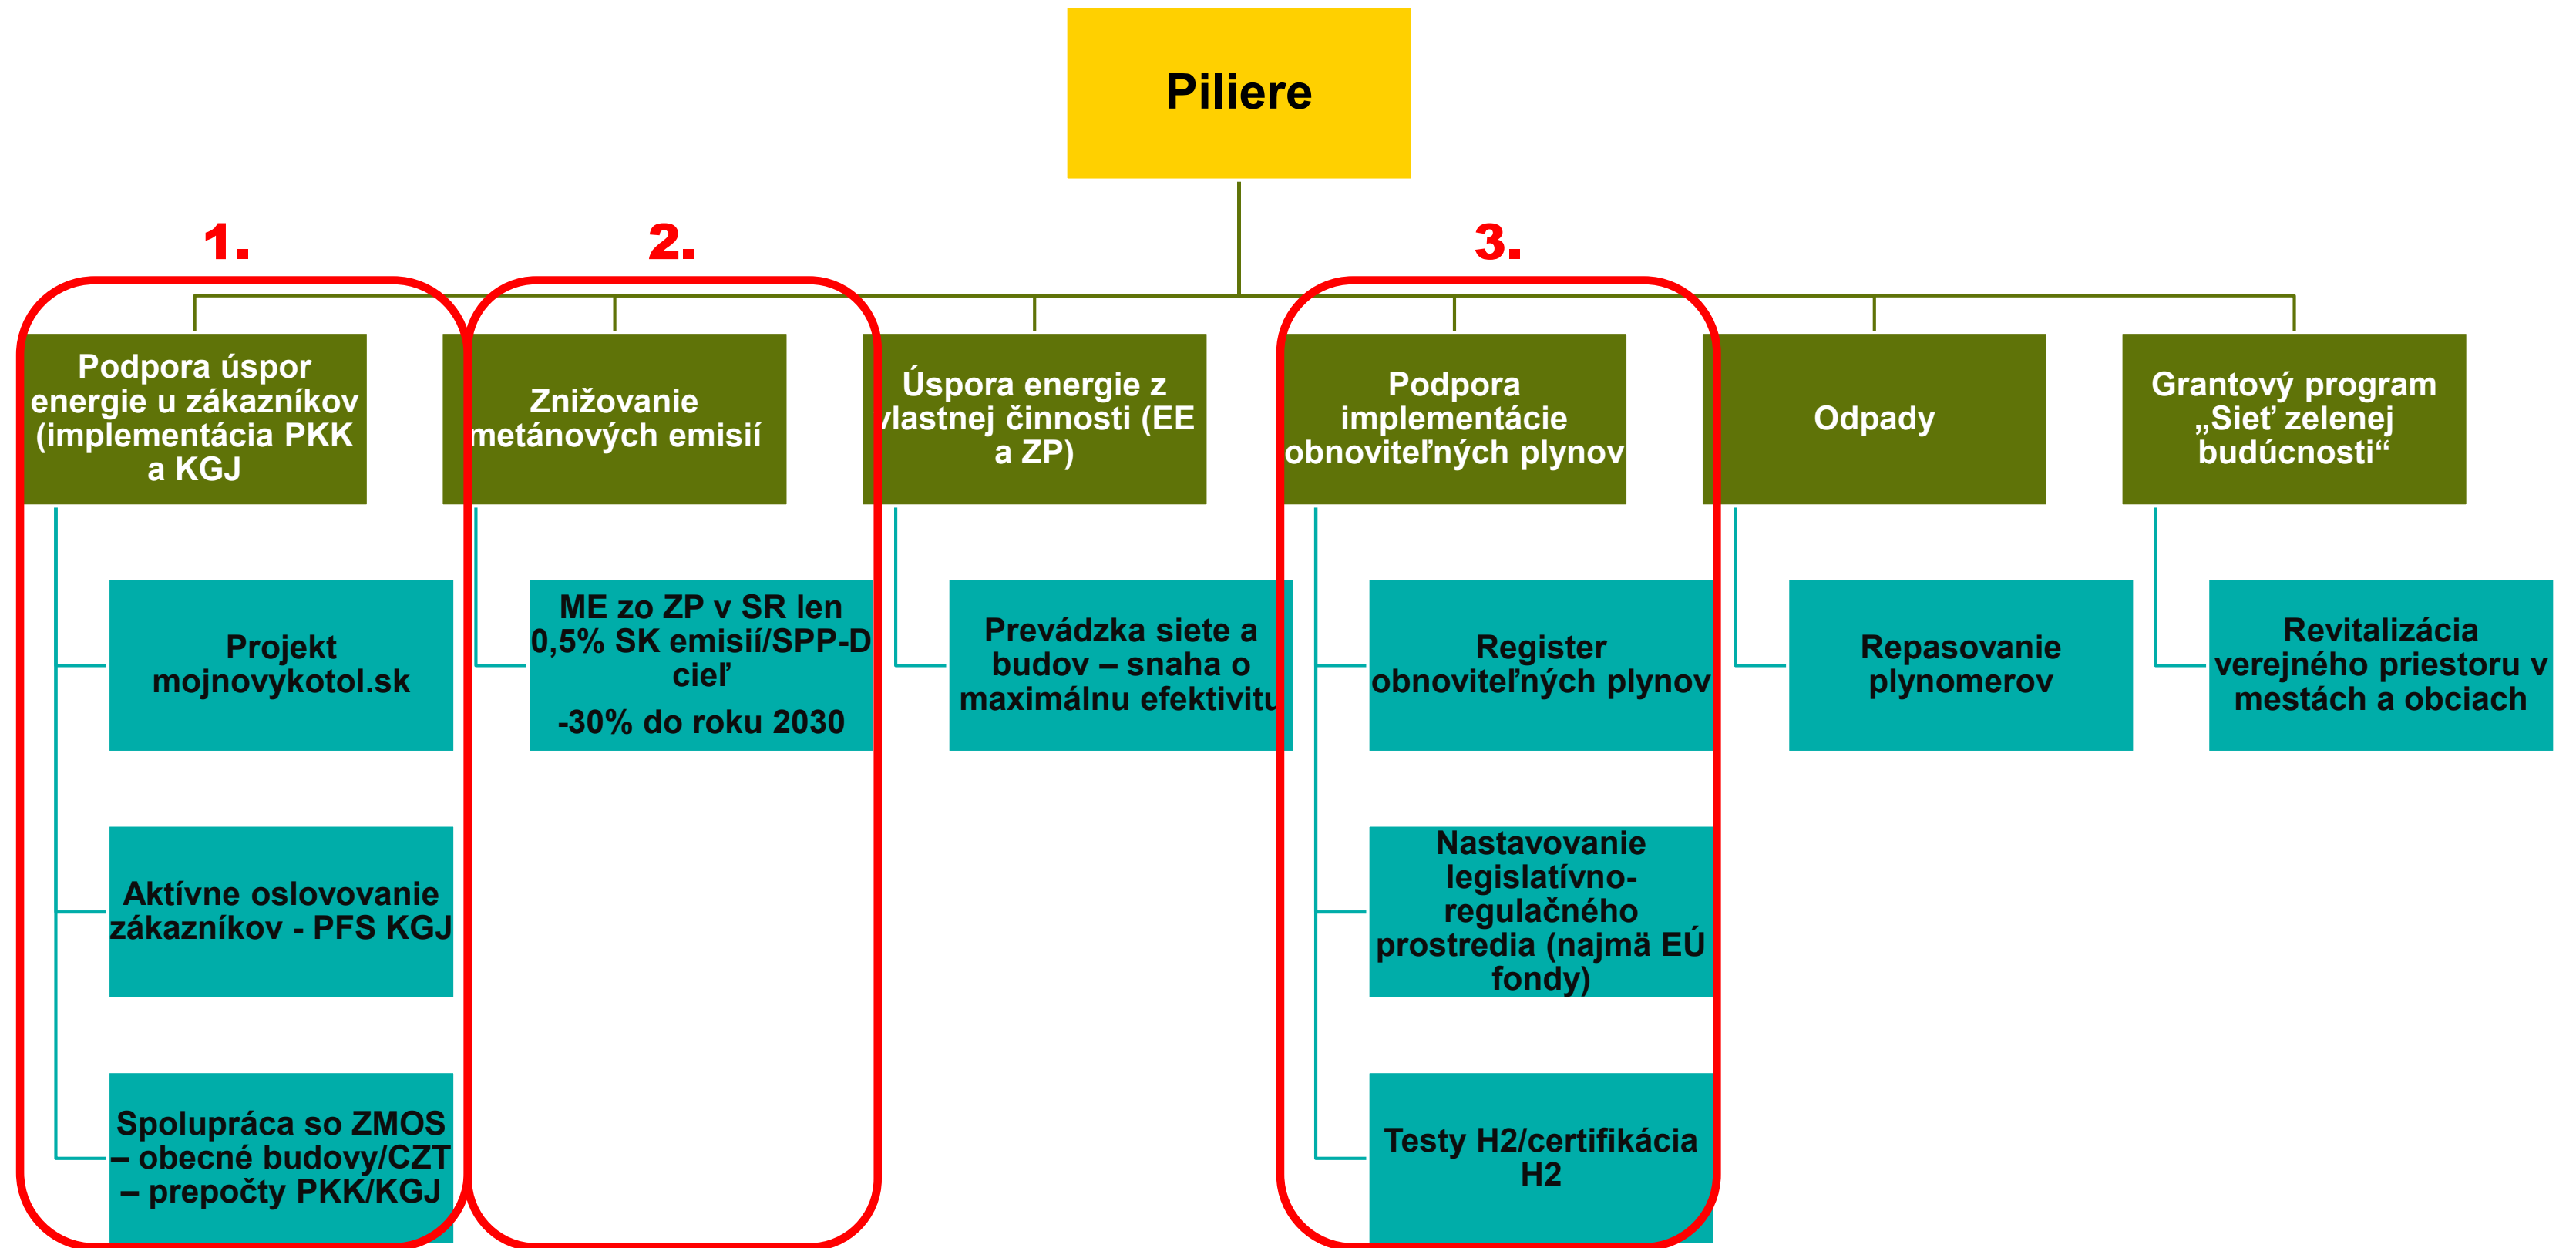 Piliere
1.
2.
3.
Podpora úspor
energie u zákazníkov
(implementácia PKK
a KGJ
Znižovanie
metánových emisií
Úspora energie z
vlastnej činnosti (EE
a ZP)
Podpora
implementácie
obnoviteľných plynov
Odpady
Grantový program
„Sieť zelenej
budúcnosti“
Projekt
mojnovykotol.sk
ME zo ZP v SR len
0,5% SK emisií/SPP-D
cieľ
-30% do roku 2030
Prevádzka siete a
budov – snaha o
maximálnu efektivitu
Register
obnoviteľných plynov
Repasovanie
plynomerov
Revitalizácia
verejného priestoru v
mestách a obciach
Aktívne oslovovanie
zákazníkov - PFS KGJ
Nastavovanie
legislatívno-
regulačného
prostredia (najmä EÚ
fondy)
Spolupráca so ZMOS
– obecné budovy/CZT
– prepočty PKK/KGJ
Testy H2/certifikácia
H2